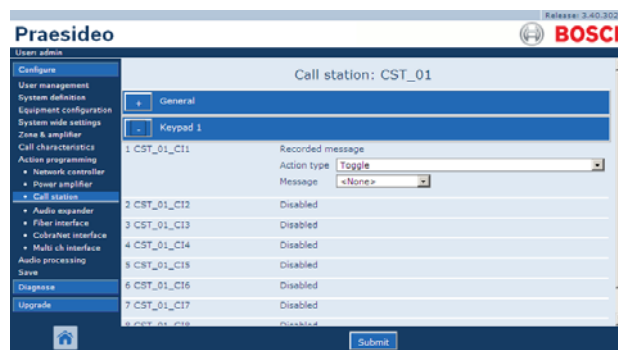 Release: 3.40.302
Praesideo
BOSCH
User: admin
Configure
User management
System definition
Equipment configuration
System wide settings
Zone & amplifier
Call characteristics
Action programming
• Network controller
• Power amplifier
• Call station
• Audio expander
• Fiber interface
• CobraNet interface
• Multi ch interface
Audio processing
Save
Diagnose
Upgrade
Call station: CST_01
+ General
- Keypad 1
1 CST_01_CI1 Recorded message
Action type Toggle
Message <None>
2 CST_01_CI2 Disabled
3 CST_01_CI3 Disabled
4 CST_01_CI4 Disabled
5 CST_01_CI5 Disabled
6 CST_01_CI6 Disabled
7 CST_01_CI7 Disabled
8 CST_01_CI8 Disabled
Submit